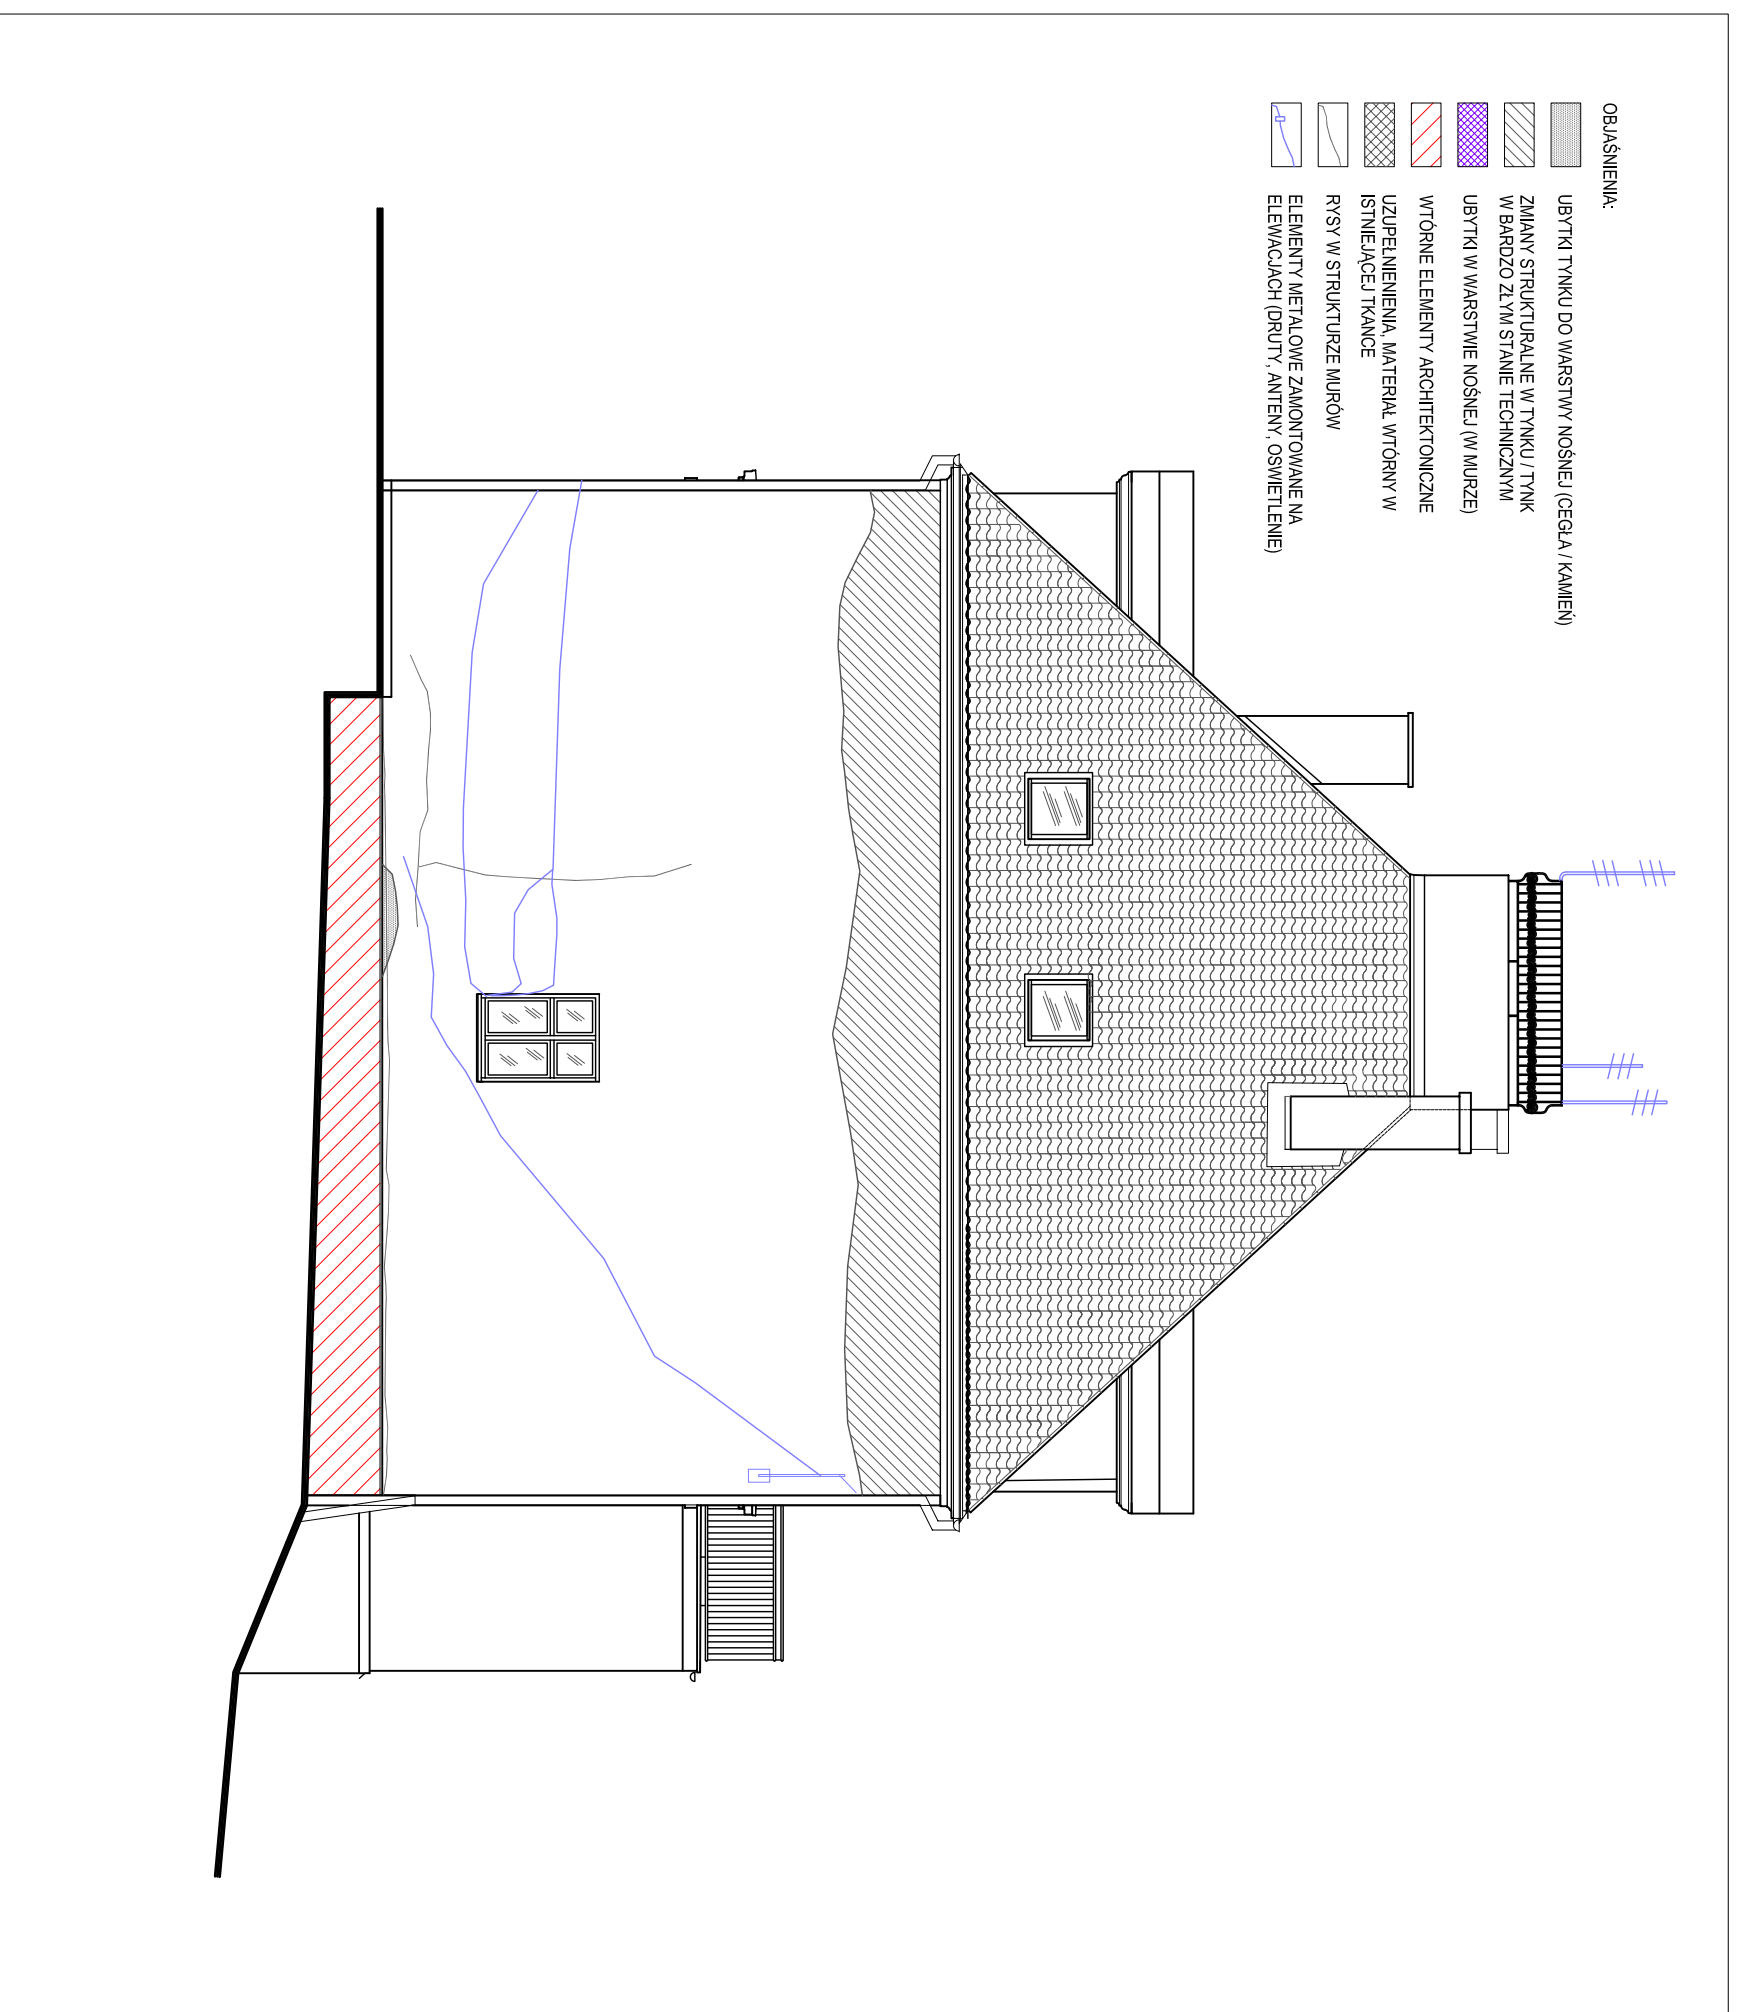 OBJAŚNIENIA:
UBYTKI TYNKU DO WARSTWY NOŚNEJ (CEGŁA / KAMIEŃ)
ZMIANY STRUKTURALNE W TYNKU / TYNK
W BARDZO ZŁYM STANIE TECHNICZNYM
UBYTKI W WARSTWIE NOŚNEJ (W MURZE)
WTÓRNE ELEMENTY ARCHITEKTONICZNE
UZUPEŁNIENIENIA, MATERIAŁ WTÓRNY W
ISTNIEJĄCEJ TKANCE
RYSY W STRUKTURZE MURÓW
ELEMENTY METALOWE ZAMONTOWANE NA
ELEWACJACH (DRUTY, ANTENY, OSWIETLENIE)